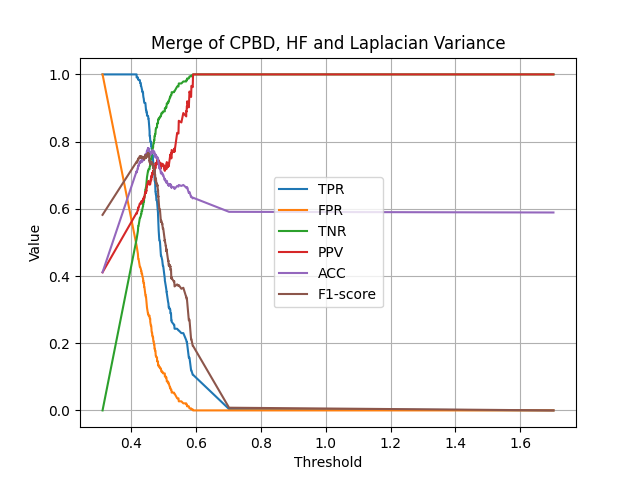 Merge of CPBD, HF and Laplacian Variance
Value
1.0
0.8
0.6
0.4
0.2
0.0
TPR
FPR
TNR
PPV
ACC
F1-score
0.4 0.6 0.8 1.0 1.2 1.4 1.6
Threshold